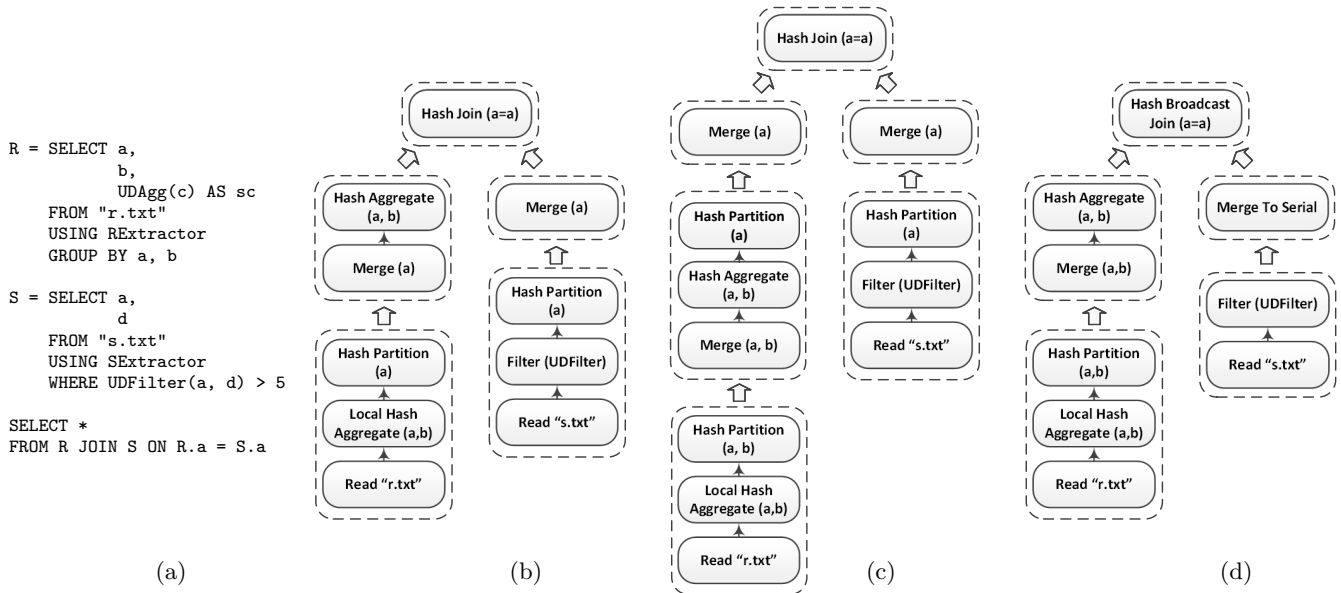 R = SELECT a,
b,
UDAgg(c) AS sc
FROM "r.txt"
USING RExtractor
GROUP BY a, b
S = SELECT a,
d
FROM "s.txt"
USING SExtractor
WHERE UDFilter(a, d) > 5
SELECT *
FROM R JOIN S ON R.a = S.a
(a)
Hash Join (a=a)
Hash Aggregate
(a, b)
Merge (a)
Hash Partition
(a)
Local Hash
Aggregate (a,b)
Read “r.txt”
Merge (a)
Hash Partition
(a)
Filter (UDFilter)
Read “s.txt”
(b)
Hash Join (a=a)
Merge (a)
Hash Partition
(a)
Hash Aggregate
(a, b)
Merge (a, b)
Hash Partition
(a, b)
Local Hash
Aggregate (a,b)
Read “r.txt”
Merge (a)
Hash Partition
(a)
Filter (UDFilter)
Read “s.txt”
(c)
Hash Broadcast
Join (a=a)
Hash Aggregate
(a, b)
Merge (a,b)
Hash Partition
(a,b)
Local Hash
Aggregate (a,b)
Read “r.txt”
Merge To Serial
Filter (UDFilter)
Read “s.txt”
(d)